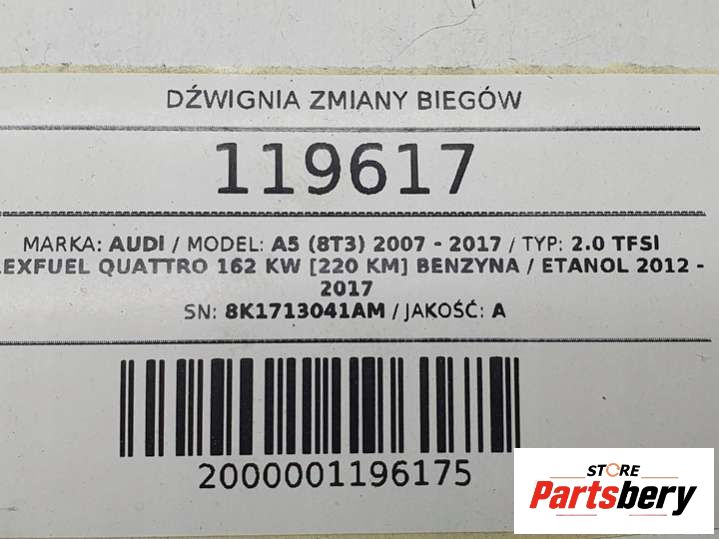 DŹWIGNIA ZMIANY BIEGÓW
119617
MARKA: AUDI / MODEL: A5 (8T3) 2007 - 2017 / TYP: 2.0 TFSI
LEXFUEL QUATTRO 162 KW [220 KM] BENZYNA / ETANOL 2012 -
2017
SN: 8K1713041AM / JAKOŚĆ: A
2000001196175
STORE
Partsbery